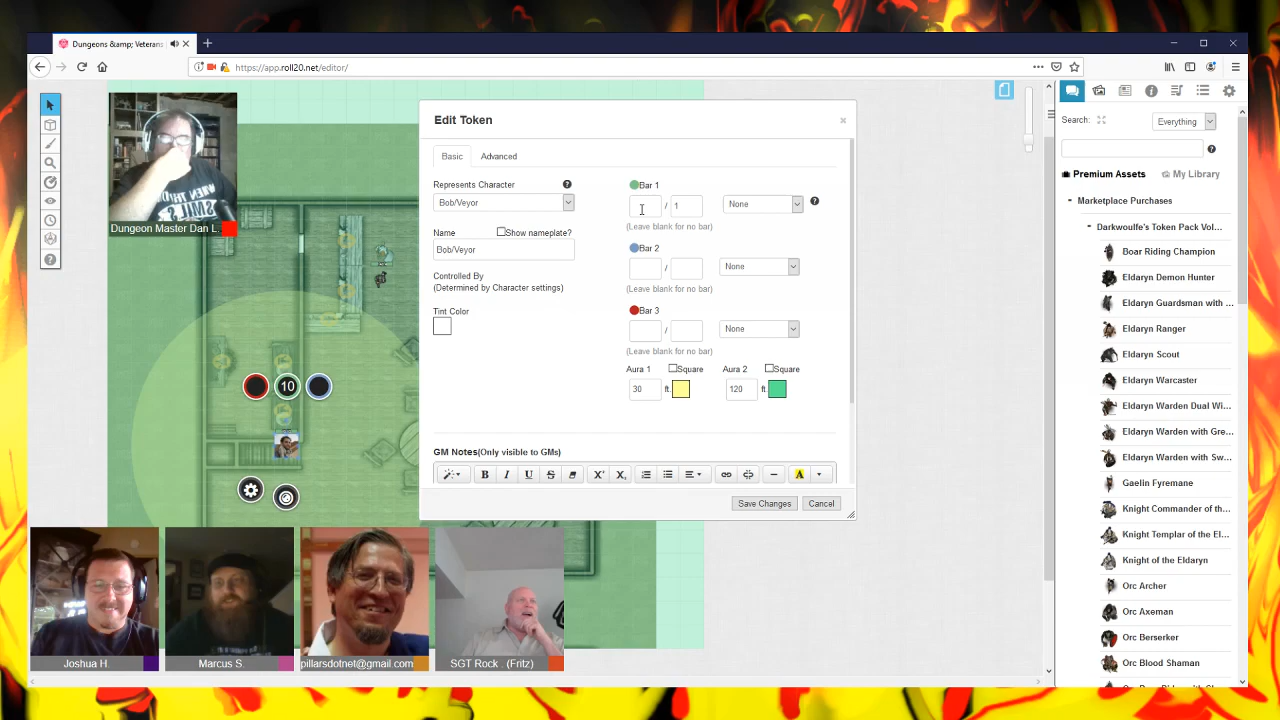 Dungeons &amp; Veterans
https://app.roll20.net/editor/
Edit Token
Basic
Advanced
Represents Character
Bob/Veyor
Name
Show nameplate?
Bob/Veyor
Controlled By
(Determined by Character settings)
Tint Color
Bar 1
/ 1
None
(Leave blank for no bar)
Bar 2
/
None
(Leave blank for no bar)
Bar 3
/
None
(Leave blank for no bar)
Aura 1
Square
Aura 2
Square
30 ft.
120 ft.
GM Notes(Only visible to GMs)
B I U S
Save Changes
Cancel
10
Dungeon Master Dan L.
Joshua H.
Marcus S.
pillarsdotnet@gmail.com
SGT Rock . (Fritz)
WHEN
SMILS
Search:
Everything
Premium Assets
My Library
Marketplace Purchases
Darkwoulfe's Token Pack Vol...
Boar Riding Champion
Eldaryn Demon Hunter
Eldaryn Guardsman with ...
Eldaryn Ranger
Eldaryn Scout
Eldaryn Warcaster
Eldaryn Warden Dual Wi...
Eldaryn Warden with Gre...
Eldaryn Warden with Sw...
Gaelin Fyremane
Knight Commander of th...
Knight Templar of the El...
Knight of the Eldaryn
Orc Archer
Orc Axeman
Orc Berserker
Orc Blood Shaman